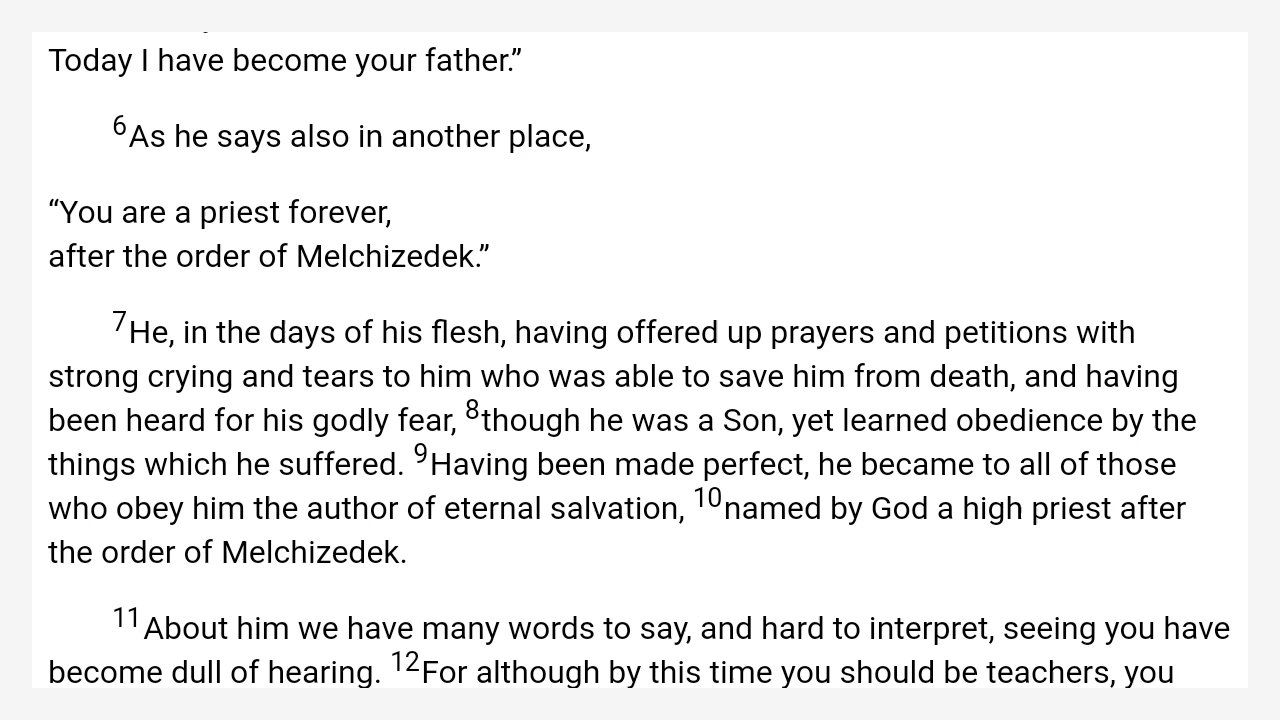 Today I have become your father.”
6As he says also in another place,
“You are a priest forever,
after the order of Melchizedek.”
7He, in the days of his flesh, having offered up prayers and petitions with
strong crying and tears to him who was able to save him from death, and having
been heard for his godly fear, 8though he was a Son, yet learned obedience by the
things which he suffered. 9Having been made perfect, he became to all of those
who obey him the author of eternal salvation, 10named by God a high priest after
the order of Melchizedek.
11About him we have many words to say, and hard to interpret, seeing you have
become dull of hearing. 12For although by this time you should be teachers, you